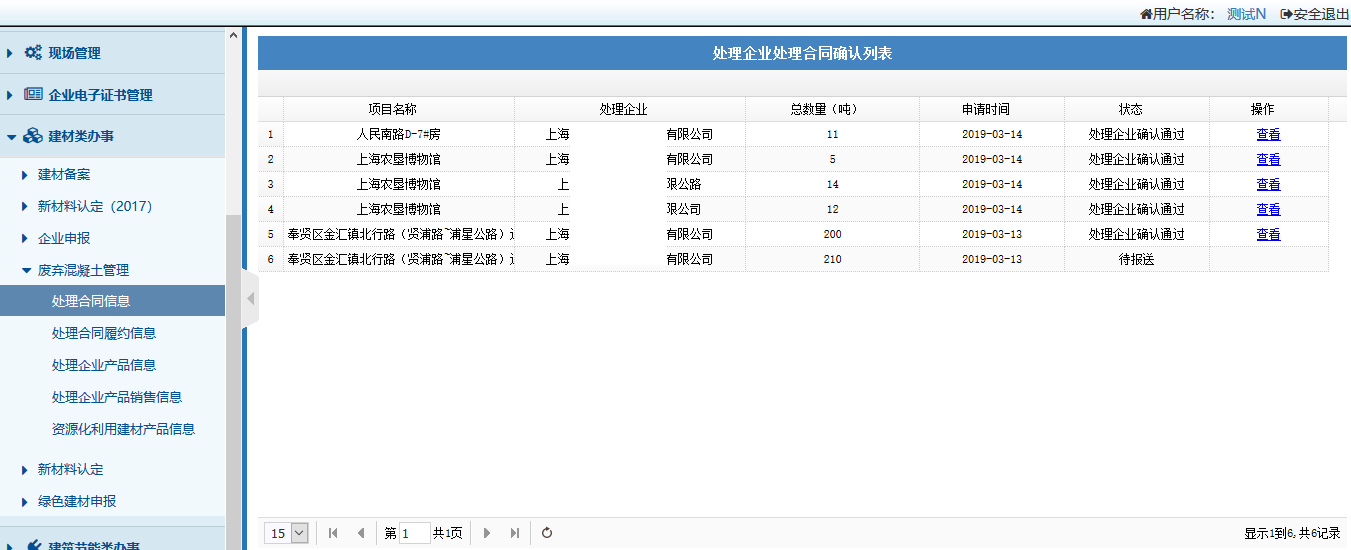 用户名称: 测试N 安全退出
现场管理
企业电子证书管理
建材类办事
建材备案
新材料认定（2017）
企业申报
废弃混凝土管理
处理合同信息
处理合同履约信息
处理企业产品信息
处理企业产品销售信息
资源化利用建材产品信息
新材料认定
绿色建材申报
建筑节能类办事
处理企业处理合同确认列表
项目名称 处理企业 总数量（吨） 申请时间 状态 操作
1 人民南路D-7#房 上海 有限公司 11 2019-03-14 处理企业确认通过 查看
2 上海农垦博物馆 上海 有限公司 5 2019-03-14 处理企业确认通过 查看
3 上海农垦博物馆 上 限公路 14 2019-03-14 处理企业确认通过 查看
4 上海农垦博物馆 上 限公司 12 2019-03-14 处理企业确认通过 查看
5 奉贤区金汇镇北行路（贤浦路~浦星公路） 上海 有限公司 200 2019-03-13 处理企业确认通过 查看
6 奉贤区金汇镇北行路（贤浦路~浦星公路） 上海 有限公司 210 2019-03-13 待报送
15 第 1 共1页 显示1到6,共6记录